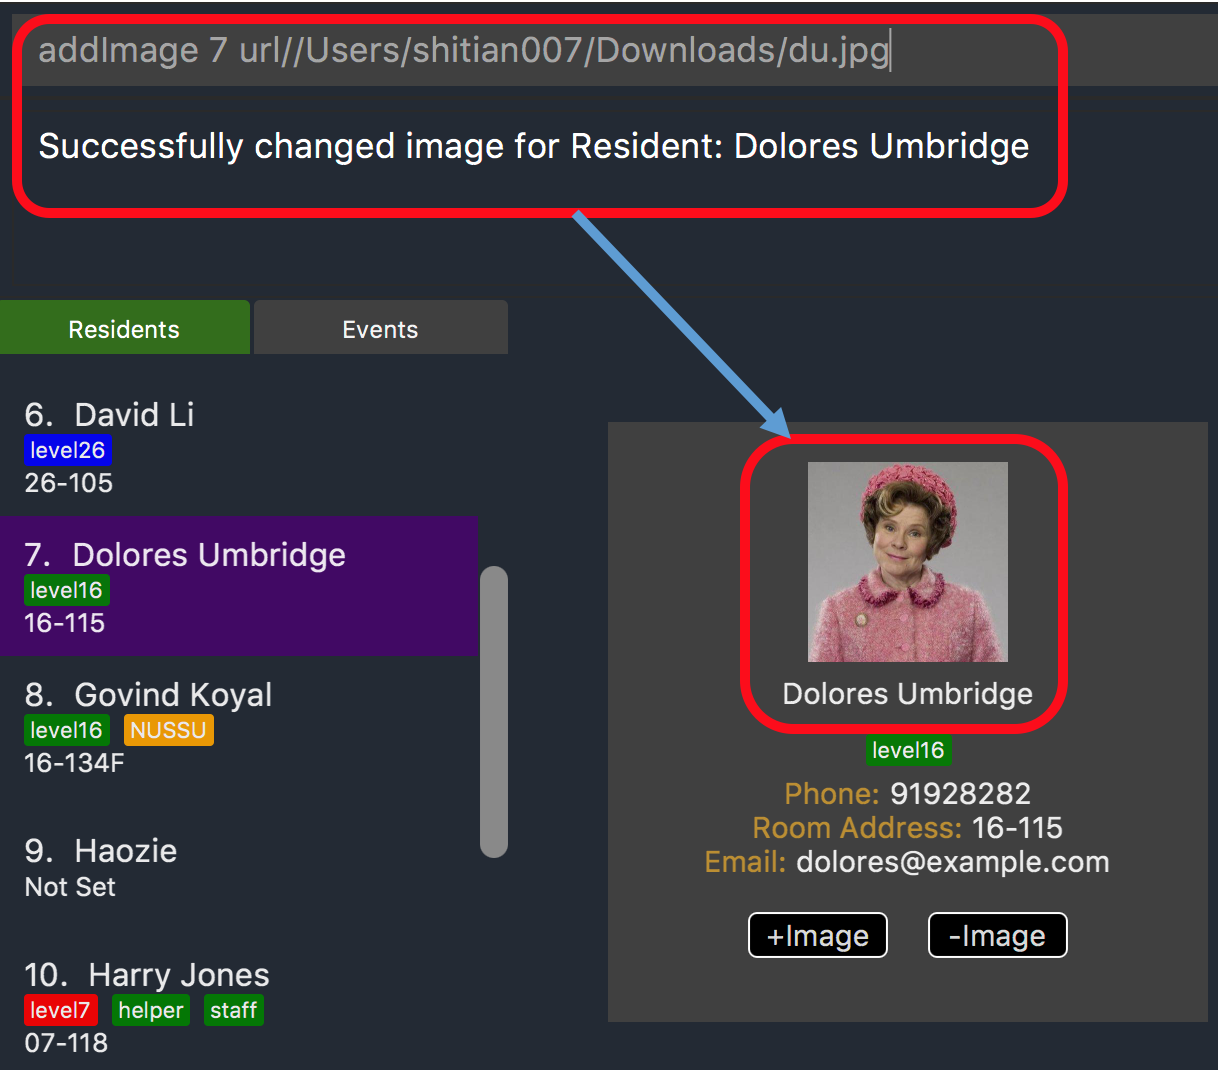 addImage 7 url//Users/shitian007/Downloads/du.jpg
Successfully changed image for Resident: Dolores Umbridge
Residents
Events
6. David Li
level26
26-105
7. Dolores Umbridge
level16
16-115
8. Govind Koyal
level16 NUSSU
16-134F
9. Haozie
Not Set
10. Harry Jones
level7 helper staff
07-118
Dolores Umbridge
level16
Phone: 91928282
Room Address: 16-115
Email: dolores@example.com
+Image
-Image